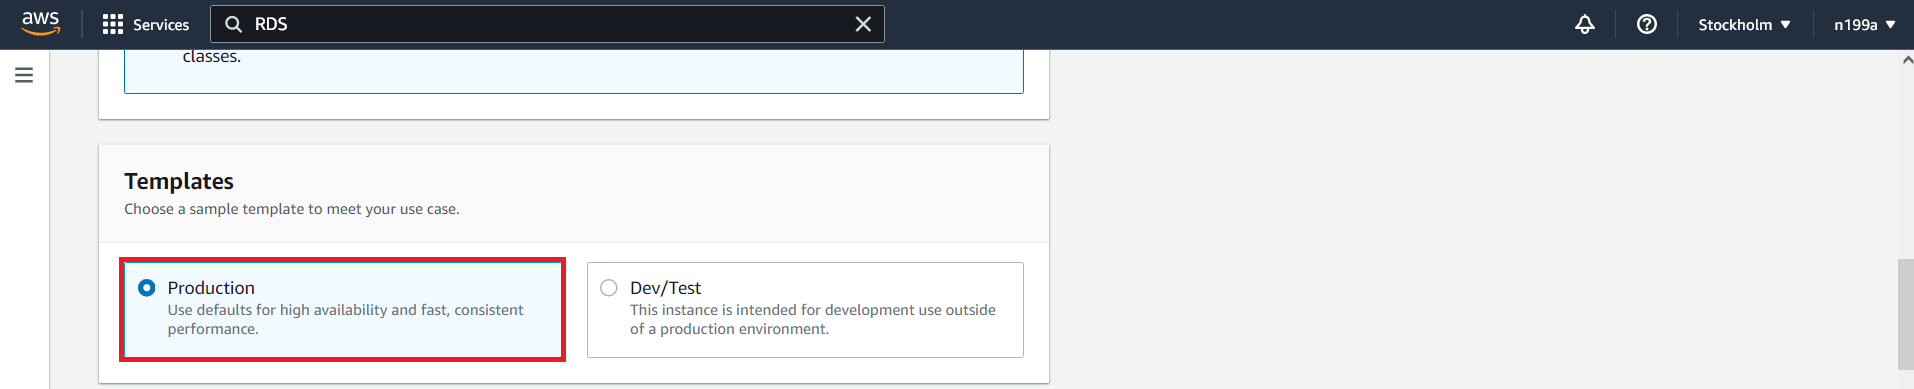 aws Services RDS Stockholm n199a
classes.
Templates
Choose a sample template to meet your use case.
Production
Use defaults for high availability and fast, consistent
performance.
Dev/Test
This instance is intended for development use outside
of a production environment.